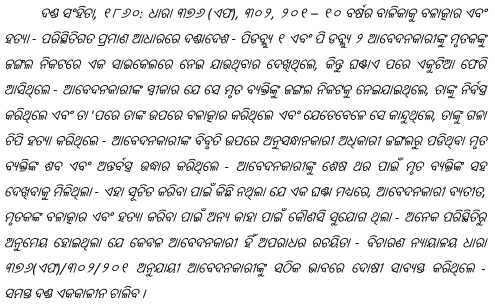 ଦଣ୍ଡ ସଂହିତା, ୧୮୬୦: ଧାରା ୩୭୬ (ଏଫ୍), ୩୦୨, ୨୦୧ – ୧୦ ବର୍ଷର ବାଳିକାକୁ ବଳାତ୍କାର ଏବଂ
ହତ୍ୟା - ପରିସ୍ଥିତିଗତ ପ୍ରମାଣ ଆଧାରରେ ଦଣ୍ଡାଦେଶ - ପିଡବ୍ଲ୍ୟୁ ୧ ଏବଂ ପି ଡବ୍ଲ୍ୟୁ ୨ ଆବେଦନକାରୀଙ୍କୁ ମୃତକଙ୍କୁ
ଜଙ୍ଗଲ ନିକଟରେ ଏକ ସାଇକେଲରେ ନେଇ ଯାଉଥିବାର ଦେଖିଥିଲେ, କିନ୍ତୁ ଘଣ୍ଟାଏ ପରେ ଏକୁଟିଆ ଫେରି
ଆସିଥିଲେ - ଆବେଦନକାରୀଙ୍କ ସ୍ଵୀକାର ଯେ ସେ ମୃତ ବ୍ୟକ୍ତିଙ୍କୁ ଜଙ୍ଗଲ ନିକଟକୁ ନେଇଯାଇଥିଲେ, ତାଙ୍କୁ ନିର୍ବସ୍ତ୍ର
କରିଥିଲେ ଏବଂ ତା 'ପରେ ତାଙ୍କ ଉପରେ ବଳାତ୍କାର କରିଥିଲେ ଏବଂ ଯେତେବେଳେ ସେ କାନ୍ଦୁଥିଲେ, ତାଙ୍କୁ ଗଳା
ଚିପି ହତ୍ୟା କରିଥିଲେ - ଆବେଦନକାରୀଙ୍କ ବିବୃତି ଉପରେ ଅନୁସନ୍ଧାନକାରୀ ଅଧିକାରୀ ଜଙ୍ଗଲରୁ ପଡିଥିବା ମୃତ
ବ୍ୟକ୍ତିଙ୍କ ଶବ ଏବଂ ଅନ୍ତର୍ବସ୍ତ୍ର ଉଦ୍ଧାର କରିଥିଲେ - ଆବେଦନକାରୀଙ୍କୁ ଶେଷ ଥର ପାଇଁ ମୃତ ବ୍ୟକ୍ତିଙ୍କ ସହ
ଦେଖିବାକୁ ମିଳିଥିଲା - ଏହା ସୂଚିତ କରିବା ପାଇଁ କିଛି ନଥିଲା ଯେ ଏକ ଘଣ୍ଟା ମଧ୍ୟରେ, ଆବେଦନକାରୀ ବ୍ୟତୀତ,
ମୃତକଙ୍କ ବଳାତ୍କାର ଏବଂ ହତ୍ୟା କରିବା ପାଇଁ ଅନ୍ୟ କାହା ପାଇଁ କୌଣସି ସୁଯୋଗ ଥିଲା - ଅନେକ ପରିସ୍ଥିତିରୁ
ଅନୁମେୟ ହୋଇଥିଲା ଯେ କେବଳ ଆବେଦନକାରୀ ହିଁ ଅପରାଧର ରଚୟିତା - ବିଚାରଣ ନ୍ୟାୟାଳୟ ଧାରା
୩୭୬(ଏଫ୍)/୩୦୨/୨୦୧ ଅନୁଯାୟୀ ଆବେଦନକାରୀଙ୍କୁ ସଠିକ ଭାବରେ ଦୋଷୀ ସାବ୍ୟସ୍ତ କରିଥିଲେ -
ସମସ୍ତ ଦଣ୍ଡ ଏକକାଳୀନ ଚାଲିବ।